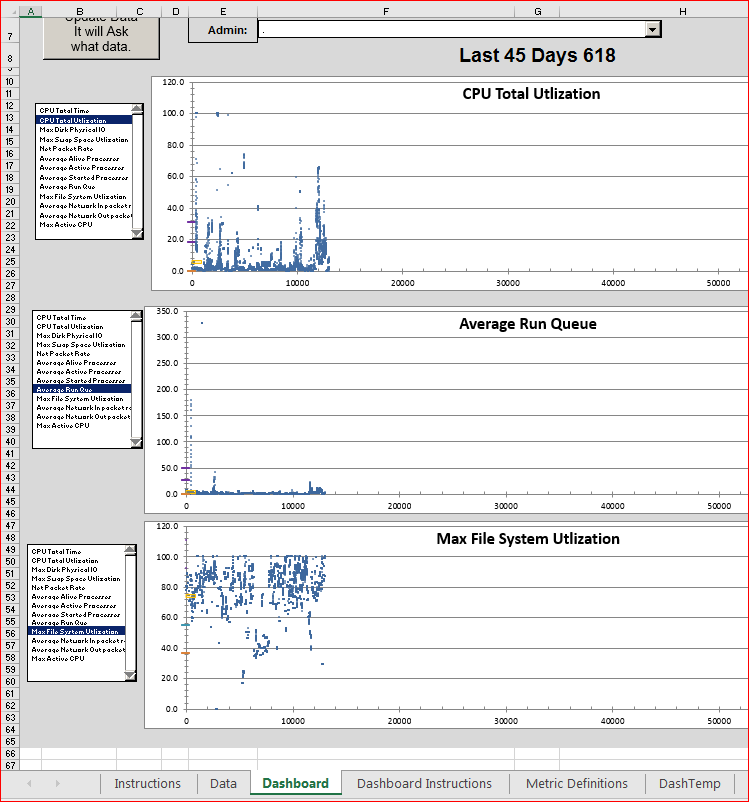 A B C D E F G H
7 Update Data
It will Ask
what data.
Admin: .
8 Last 45 Days 618
9
10
11
12
13
14
15
16
17
18
19
20
21
22
23
24
25
26
27
28
CPU Total Time
CPU Total Utilization
Max Disk Physical IO
Max Swap Space Utlization
Net Packet Rate
Average Alive Processes
Average Active Processes
Average Started Processes
Average Run Que
Max File System Utlization
Average Network In packet r
Average Network Out packet
Max Active CPU
CPU Total Utlization
120.0
100.0
80.0
60.0
40.0
20.0
0.0
0 10000 20000 30000 40000 50000
29
30
31
32
33
34
35
36
37
38
39
40
41
42
43
44
45
46
CPU Total Time
CPU Total Utlization
Max Disk Physical IO
Max Swap Space Utlization
Net Packet Rate
Average Alive Processes
Average Active Processes
Average Started Processes
Average Run Que
Max File System Utlization
Average Network In packet r
Average Network Out packet
Max Active CPU
Average Run Queue
350.0
300.0
250.0
200.0
150.0
100.0
50.0
0.0
0 10000 20000 30000 40000 50000
47
48
49
50
51
52
53
54
55
56
57
58
59
60
61
62
63
64
65
66
67
CPU Total Time
CPU Total Utlization
Max Disk Physical IO
Max Swap Space Utlization
Net Packet Rate
Average Alive Processes
Average Active Processes
Average Started Processes
Average Run Que
Max File System Utlization
Average Network In packet r
Average Network Out packet
Max Active CPU
Max File System Utlization
120.0
100.0
80.0
60.0
40.0
20.0
0.0
0 10000 20000 30000 40000 50000
Instructions Data Dashboard Dashboard Instructions Metric Definitions DashTemp